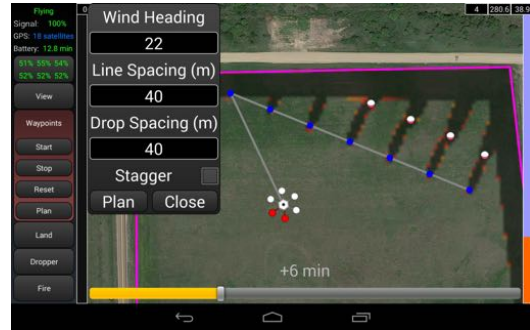 Flying
Signal: 100%
GPS: 18 satellites
Battery: 12.8 min
51% 55% 54%
52% 52% 52%
View
Waypoints
Start
Stop
Reset
Plan
Land
Dropper
Fire
Wind Heading
22
Line Spacing (m)
40
Drop Spacing (m)
40
Stagger
Plan Close
4 280.6 38.9
+6 min